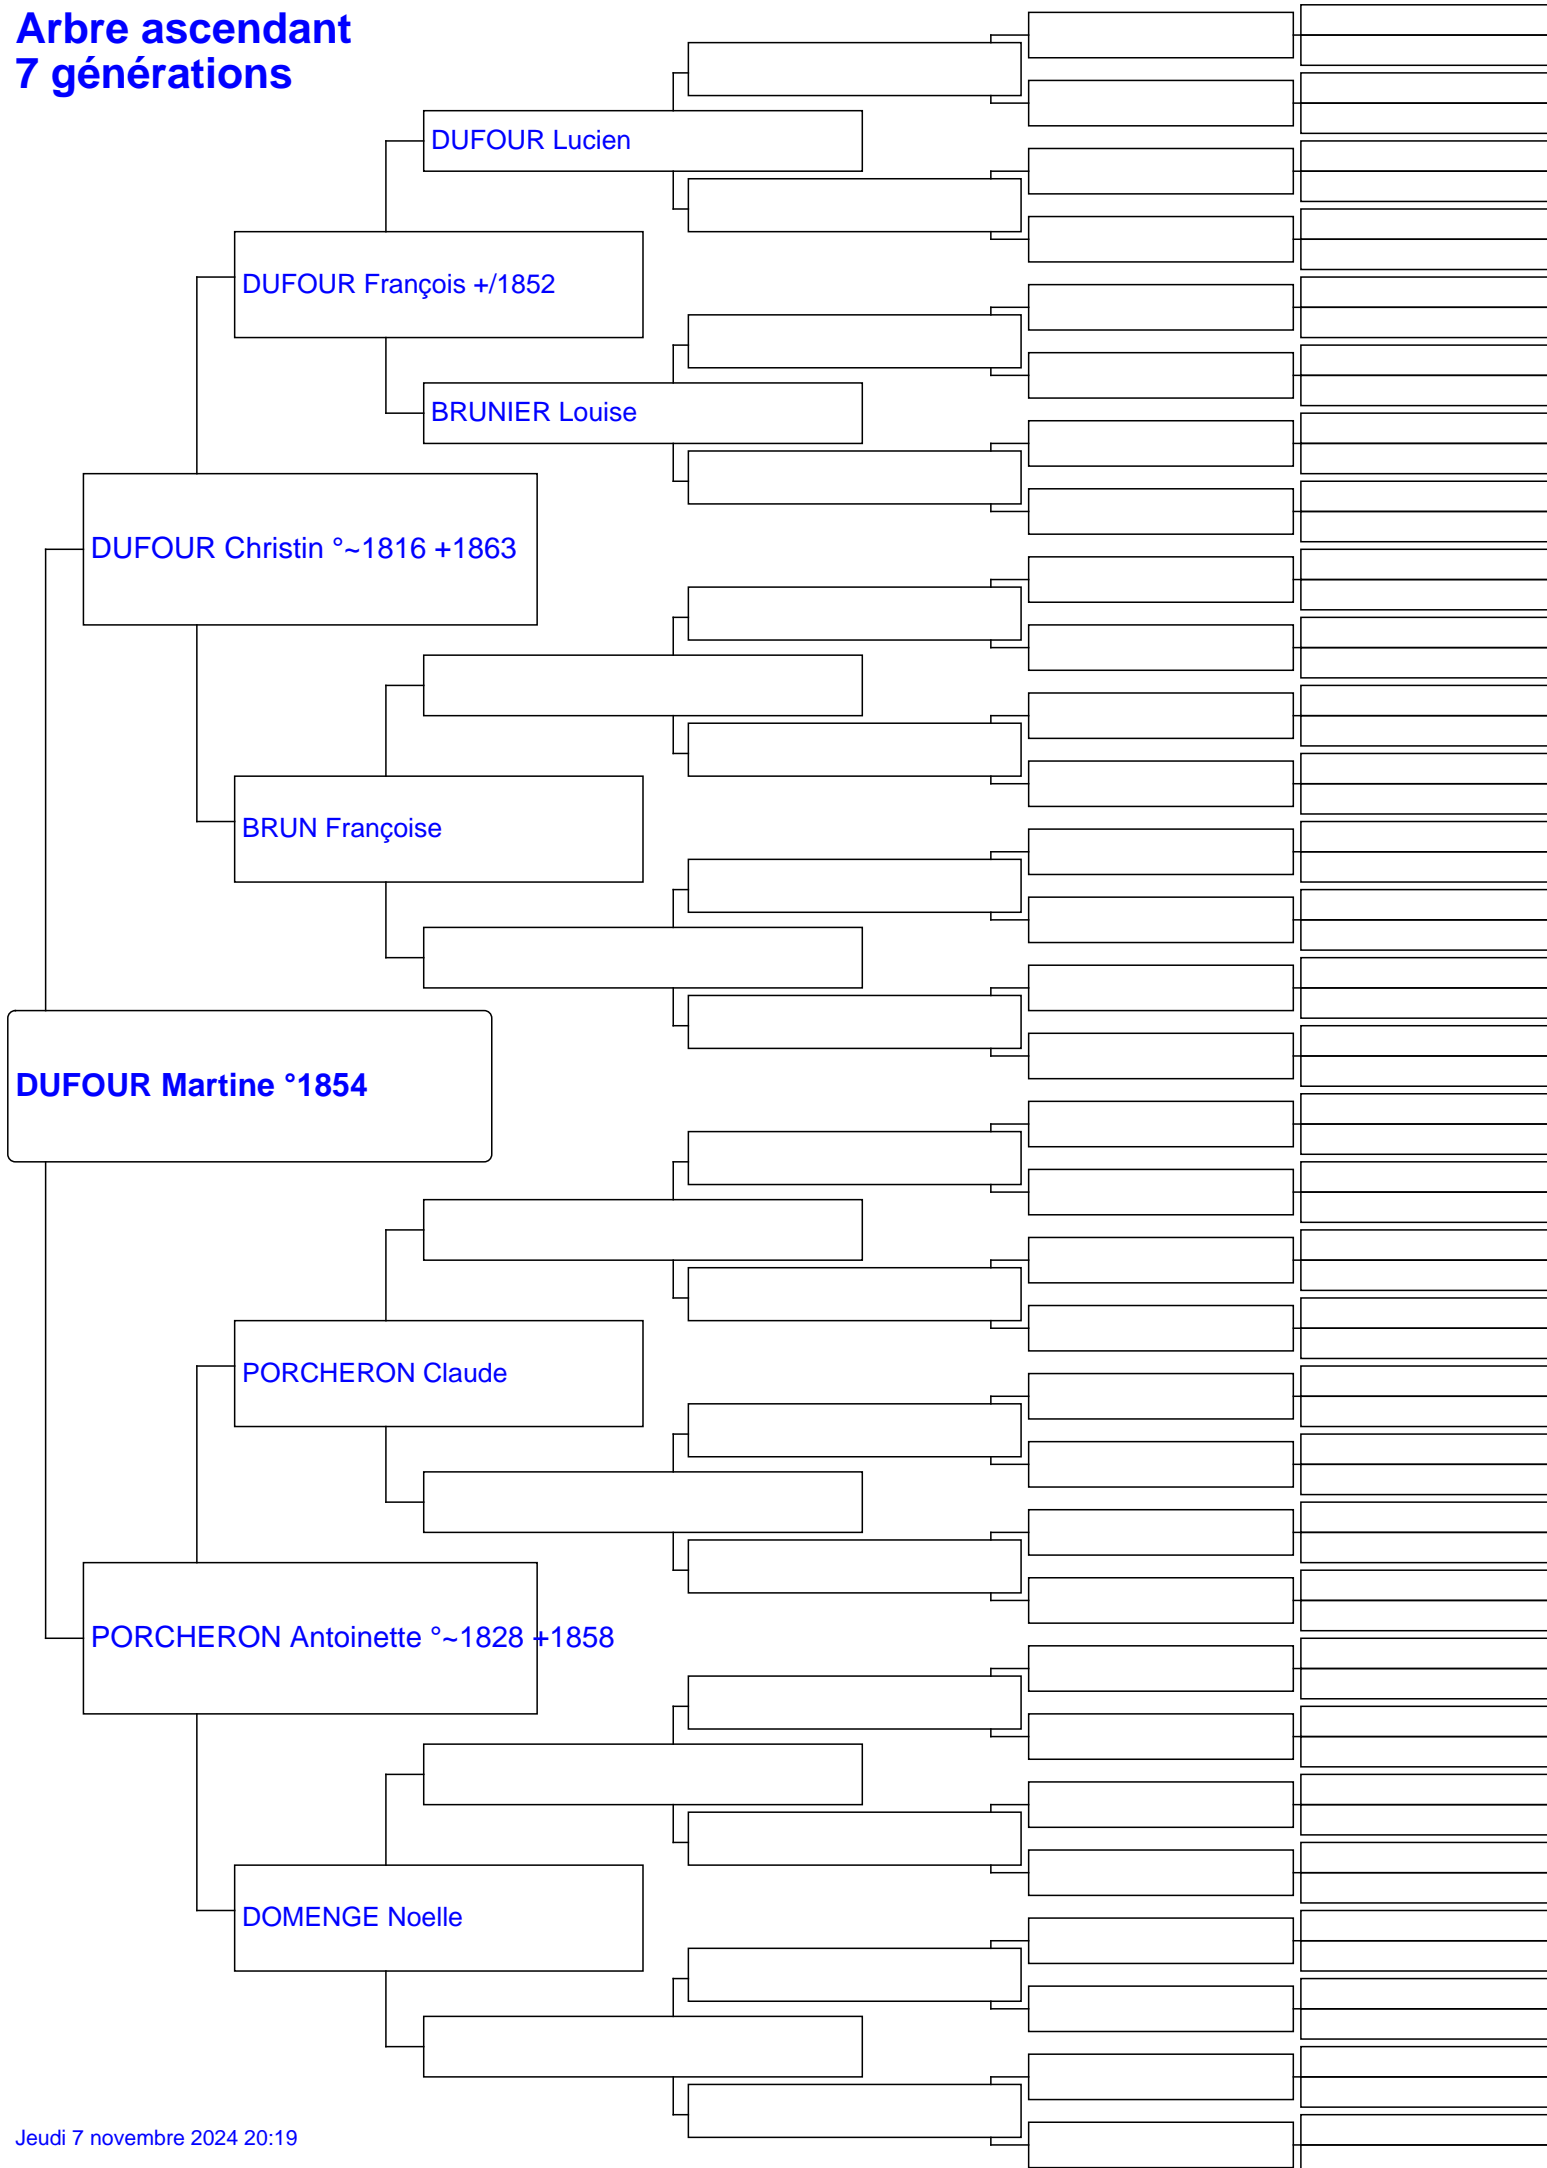 Arbre ascendant
7 générations
DUFOUR Lucien
DUFOUR François +/1852
BRUNIER Louise
DUFOUR Christin °~1816 +1863
BRUN Françoise
DUFOUR Martine °1854
PORCHERON Claude
PORCHERON Antoinette °~1828 +1858
DOMENGE Noelle
Jeudi 7 novembre 2024 20:19